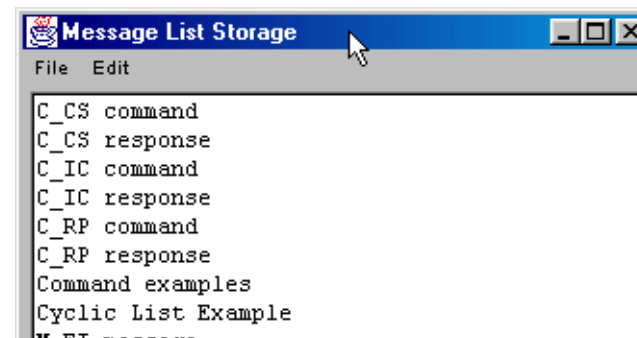 Message List Storage
File Edit
C_CS command
C_CS response
C_IC command
C_IC response
C_RP command
C_RP response
Command examples
Cyclic List Example